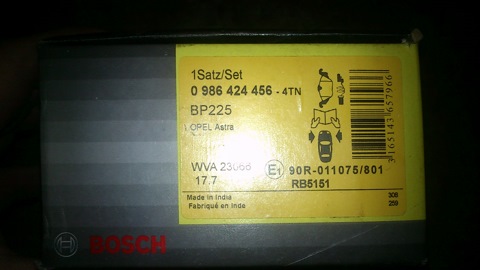 1Satz/Set
0 986 424 456 - 4TN
BP225
OPEL Astra
WVA 23068
17.7
E1 90R-011075/801
RB5151
Made in India
Fabriqué en Inde
308
259
3165143657966
BOSCH